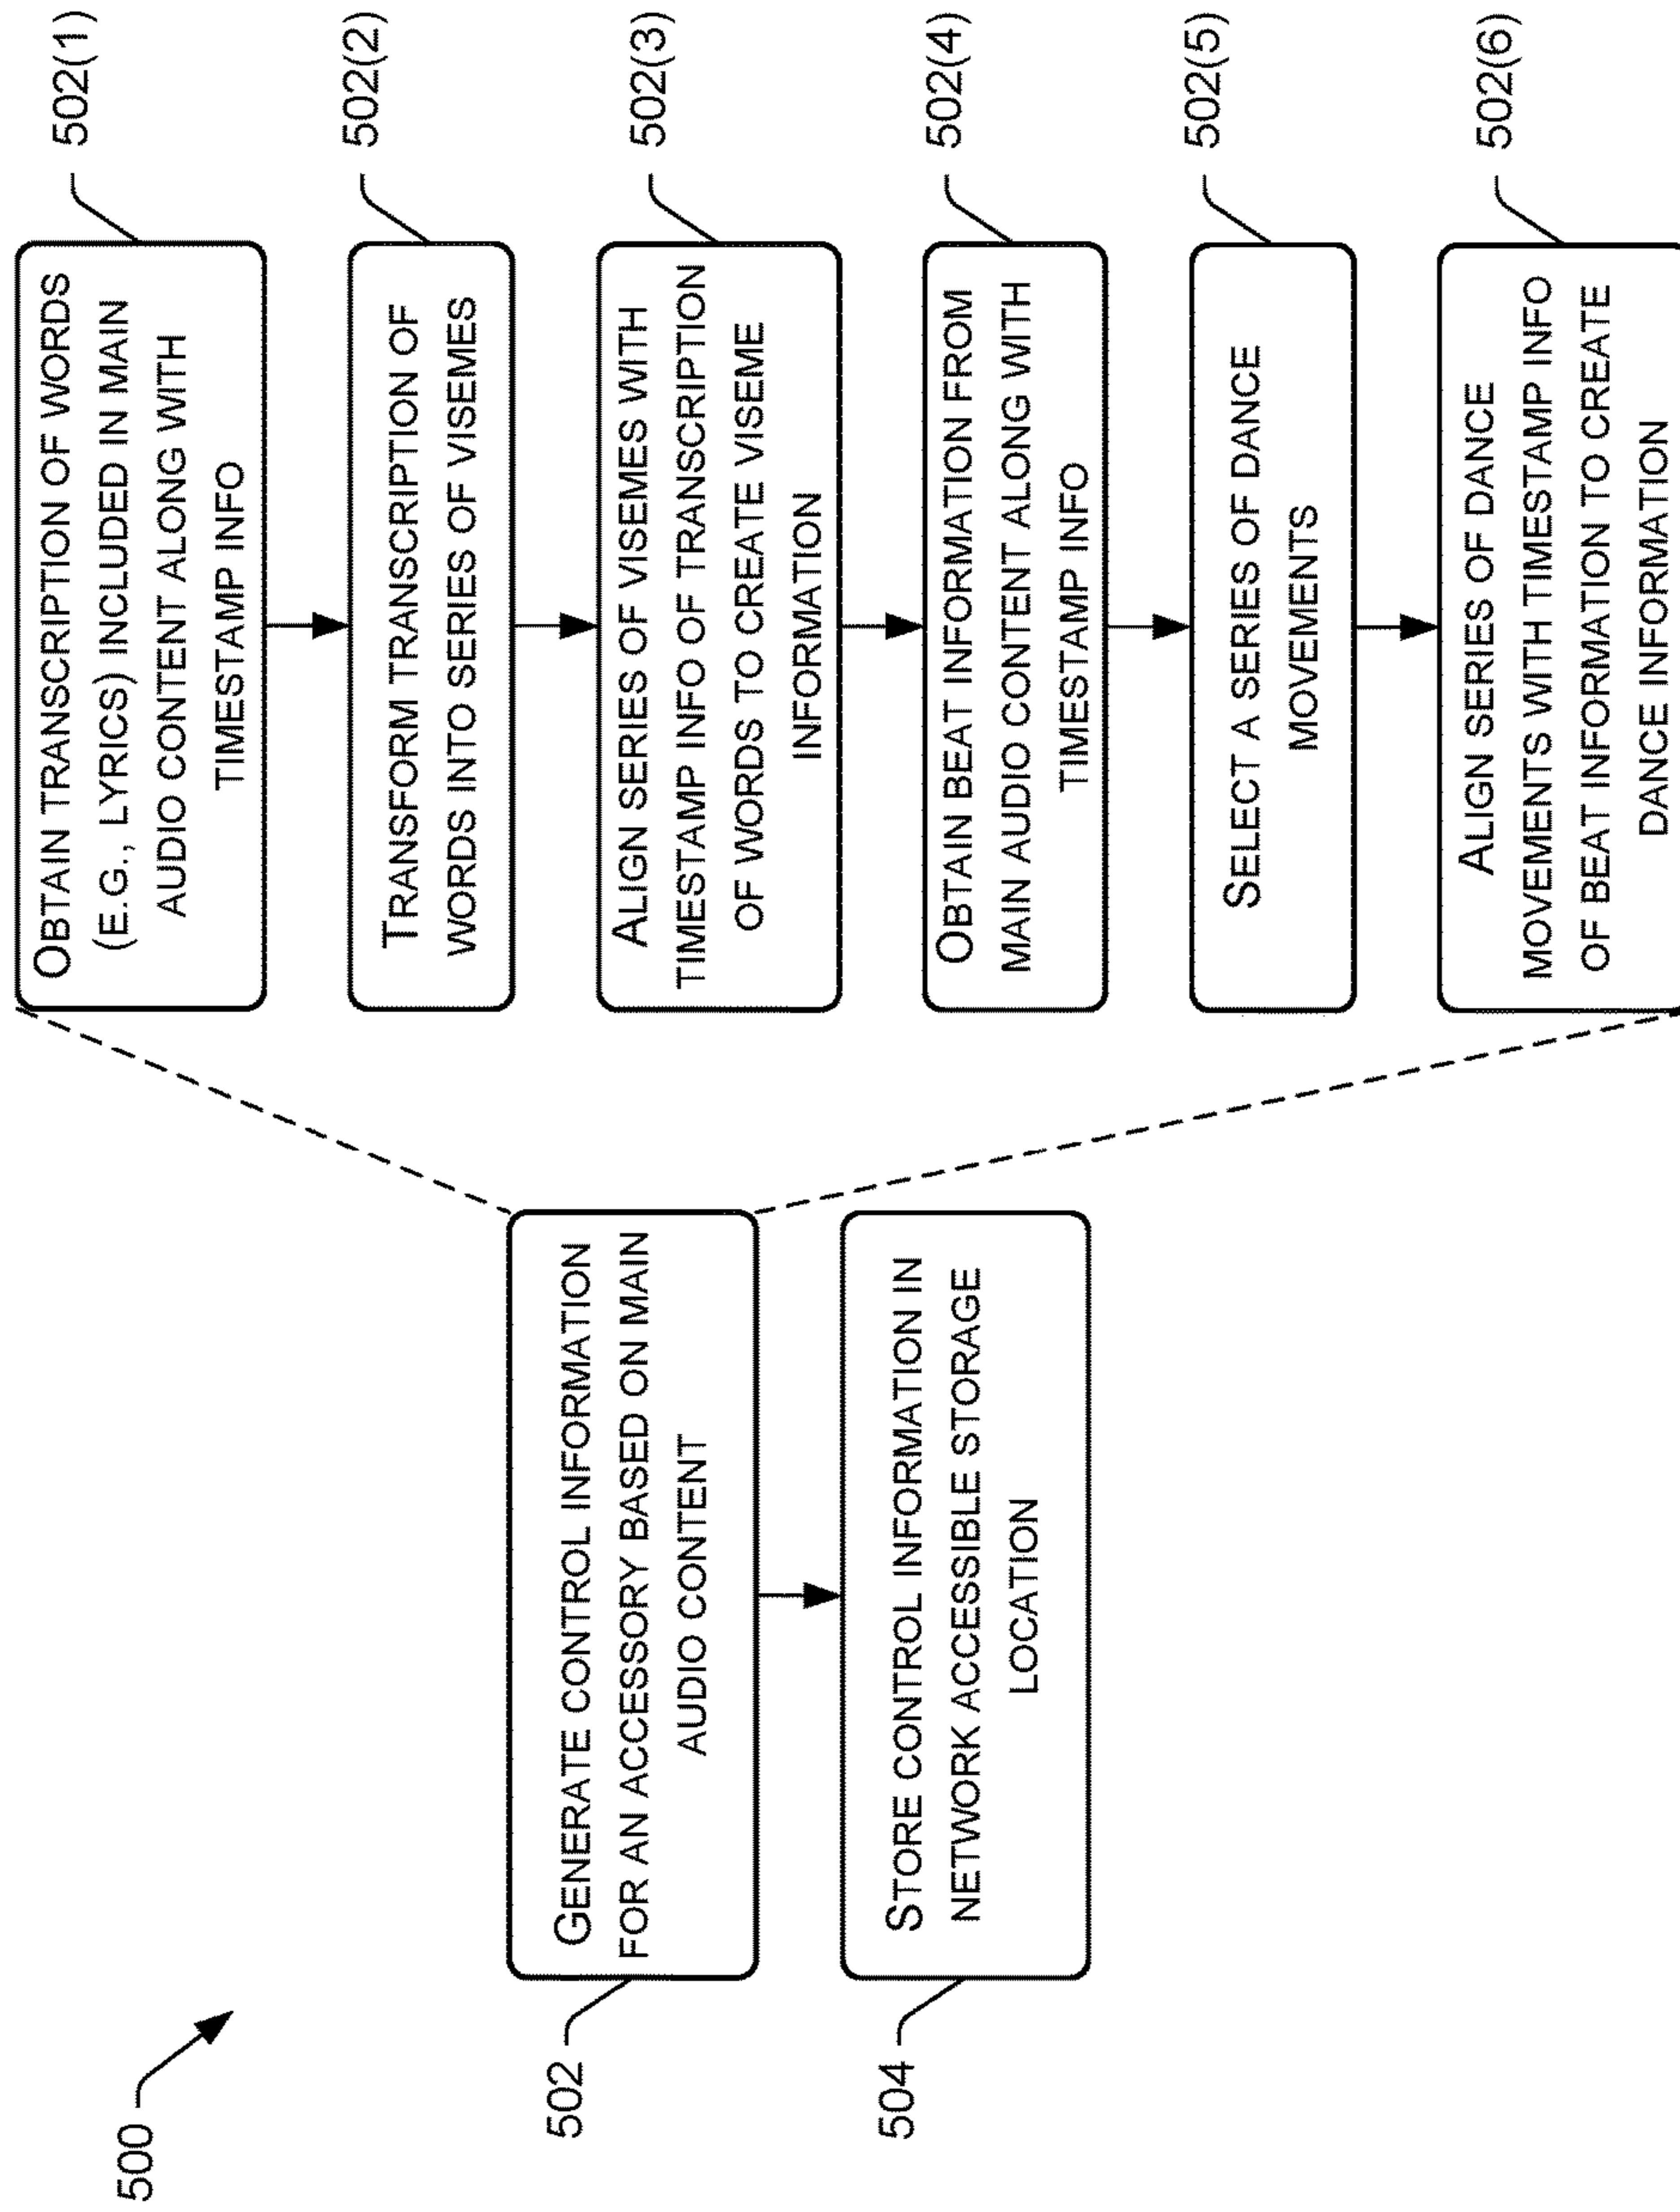 500
502
GENERATE CONTROL INFORMATION
FOR AN ACCESSORY BASED ON MAIN
AUDIO CONTENT
504
STORE CONTROL INFORMATION IN
NETWORK ACCESSIBLE STORAGE
LOCATION
OBTAIN TRANSCRIPTION OF WORDS
(E.G., LYRICS) INCLUDED IN MAIN
AUDIO CONTENT ALONG WITH
TIMESTAMP INFO
502(1)
TRANSFORM TRANSCRIPTION OF
WORDS INTO SERIES OF VISEMES
502(2)
ALIGN SERIES OF VISEMES WITH
TIMESTAMP INFO OF TRANSCRIPTION
OF WORDS TO CREATE VISEME
INFORMATION
502(3)
OBTAIN BEAT INFORMATION FROM
MAIN AUDIO CONTENT ALONG WITH
TIMESTAMP INFO
502(4)
SELECT A SERIES OF DANCE
MOVEMENTS
502(5)
ALIGN SERIES OF DANCE
MOVEMENTS WITH TIMESTAMP INFO
OF BEAT INFORMATION TO CREATE
DANCE INFORMATION
502(6)